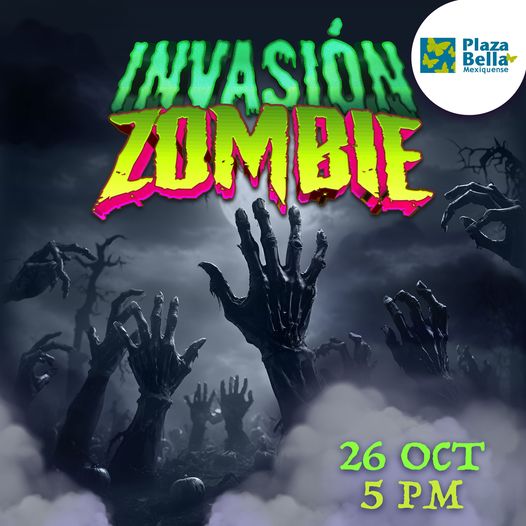 Plaza
Bella
Mexiquense
INVASIÓN
ZOMBIE
26 OCT
5 PM